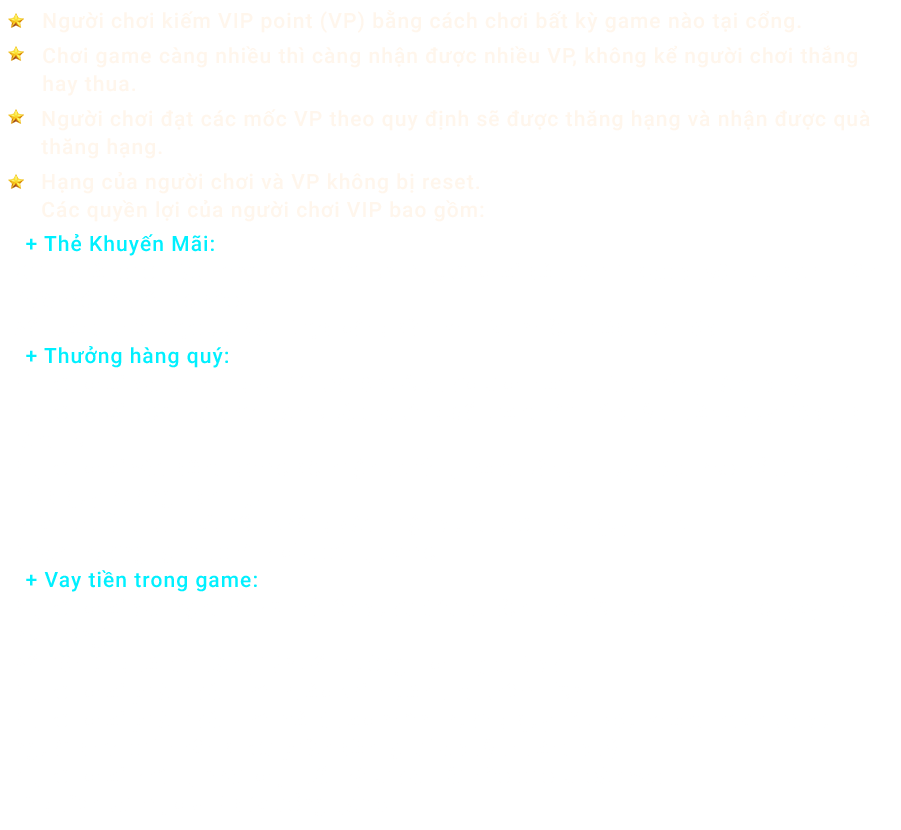 Người chơi kiếm VIP point (VP) bằng cách chơi bất kỳ game nào tại cổng.
Chơi game càng nhiều thì càng nhận được nhiều VP, không kể người chơi thắng
hay thua.
Người chơi đạt các mốc VP theo quy định sẽ được thăng hạng và nhận được quà
thăng hạng.
Hạng của người chơi và VP không bị reset.
Các quyền lợi của người chơi VIP bao gồm:
+ Thẻ Khuyến Mãi:
+ Thưởng hàng quý:
+ Vay tiền trong game: